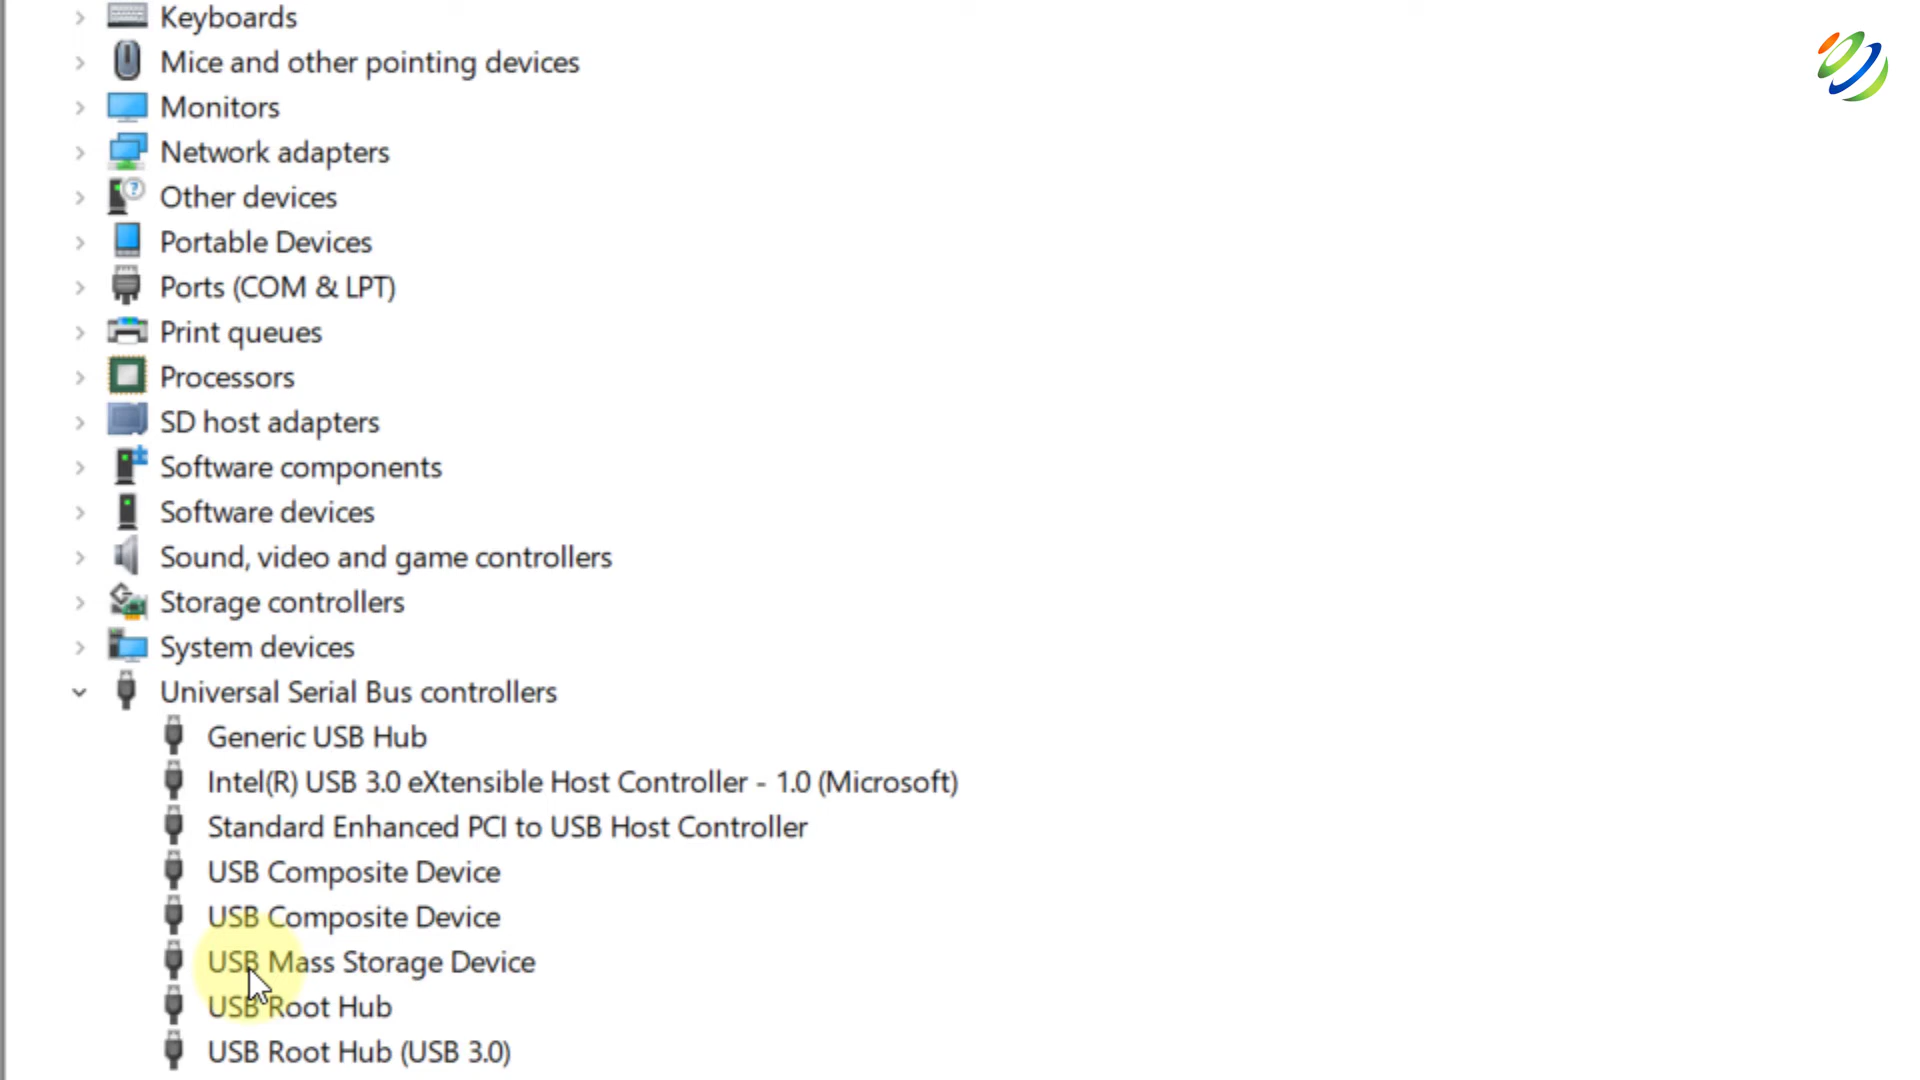 Keyboards
Mice and other pointing devices
Monitors
Network adapters
Other devices
Portable Devices
Ports (COM & LPT)
Print queues
Processors
SD host adapters
Software components
Software devices
Sound, video and game controllers
Storage controllers
System devices
Universal Serial Bus controllers
Generic USB Hub
Intel(R) USB 3.0 eXtensible Host Controller - 1.0 (Microsoft)
Standard Enhanced PCI to USB Host Controller
USB Composite Device
USB Composite Device
USB Mass Storage Device
USB Root Hub
USB Root Hub (USB 3.0)